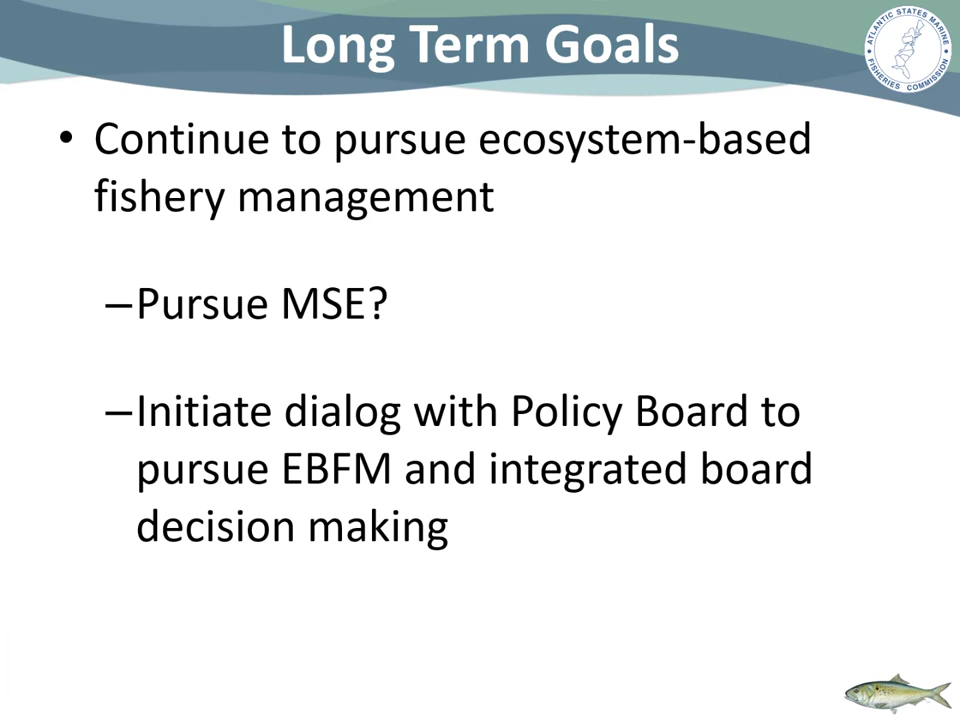 Long Term Goals
ATLANTIC STATES MARINE
FISHERIES COMMISSION
• Continue to pursue ecosystem-based
fishery management
–Pursue MSE?
–Initiate dialog with Policy Board to
pursue EBFM and integrated board
decision making